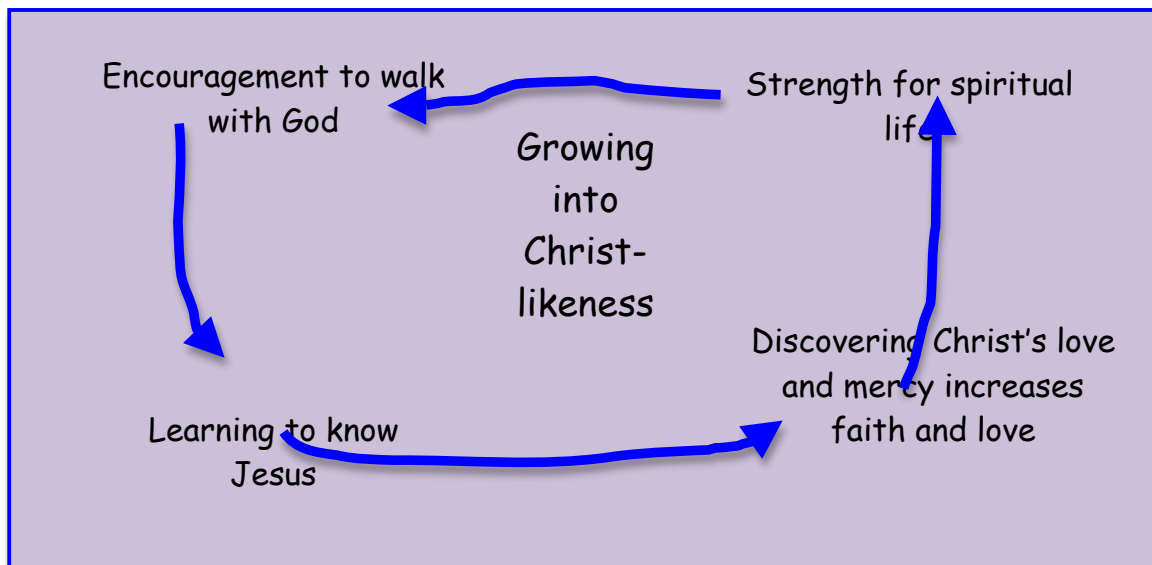 Encouragement to walk
with God
Strength for spiritual
life
Growing
into
Christ-
likeness
Discovering Christ’s love
and mercy increases
faith and love
Learning to know
Jesus